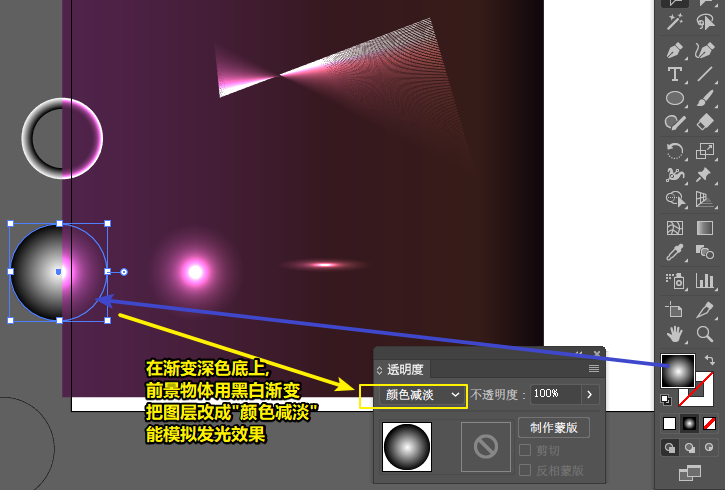 在渐变深色底上,
前景物体用黑白渐变
把图层改成"颜色减淡"
能模拟发光效果
透明度
颜色减淡
不透明度: 100%
制作蒙版
剪切
反相蒙版